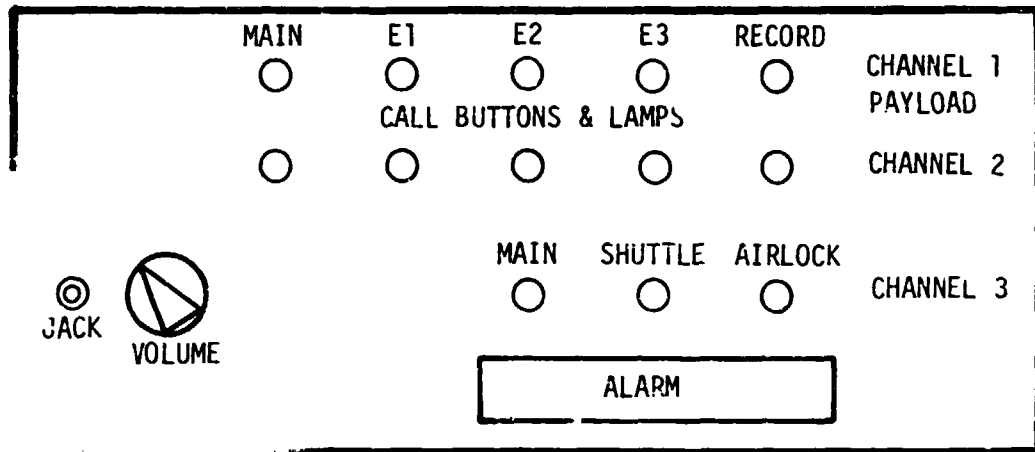 MAIN E1 E2 E3 RECORD
CHANNEL 1
PAYLOAD
CALL BUTTONS & LAMPS
CHANNEL 2
MAIN SHUTTLE AIRLOCK
CHANNEL 3
JACK
VOLUME
ALARM